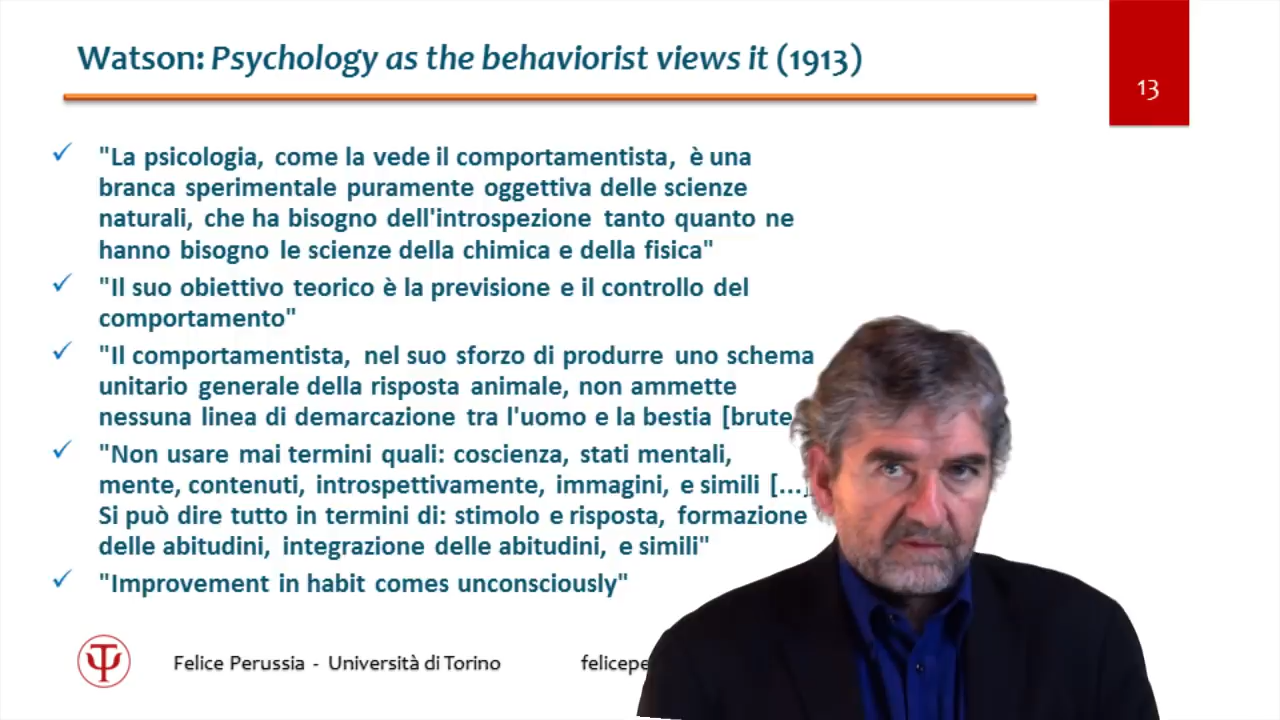 Watson: Psychology as the behaviorist views it (1913)
13
"La psicologia, come la vede il comportamentista, è una
branca sperimentale puramente oggettiva delle scienze
naturali, che ha bisogno dell'introspezione tanto quanto ne
hanno bisogno le scienze della chimica e della fisica"
"Il suo obiettivo teorico è la previsione e il controllo del
comportamento"
"Il comportamentista, nel suo sforzo di produrre uno schema
unitario generale della risposta animale, non ammette
nessuna linea di demarcazione tra l'uomo e la bestia [brute
"Non usare mai termini quali: coscienza, stati mentali,
mente, contenuti, introspettivamente, immagini, e simili [...]
Si può dire tutto in termini di: stimolo e risposta, formazione
delle abitudini, integrazione delle abitudini, e simili"
"Improvement in habit comes unconsciously"
Ψ
Felice Perussia - Università di Torino